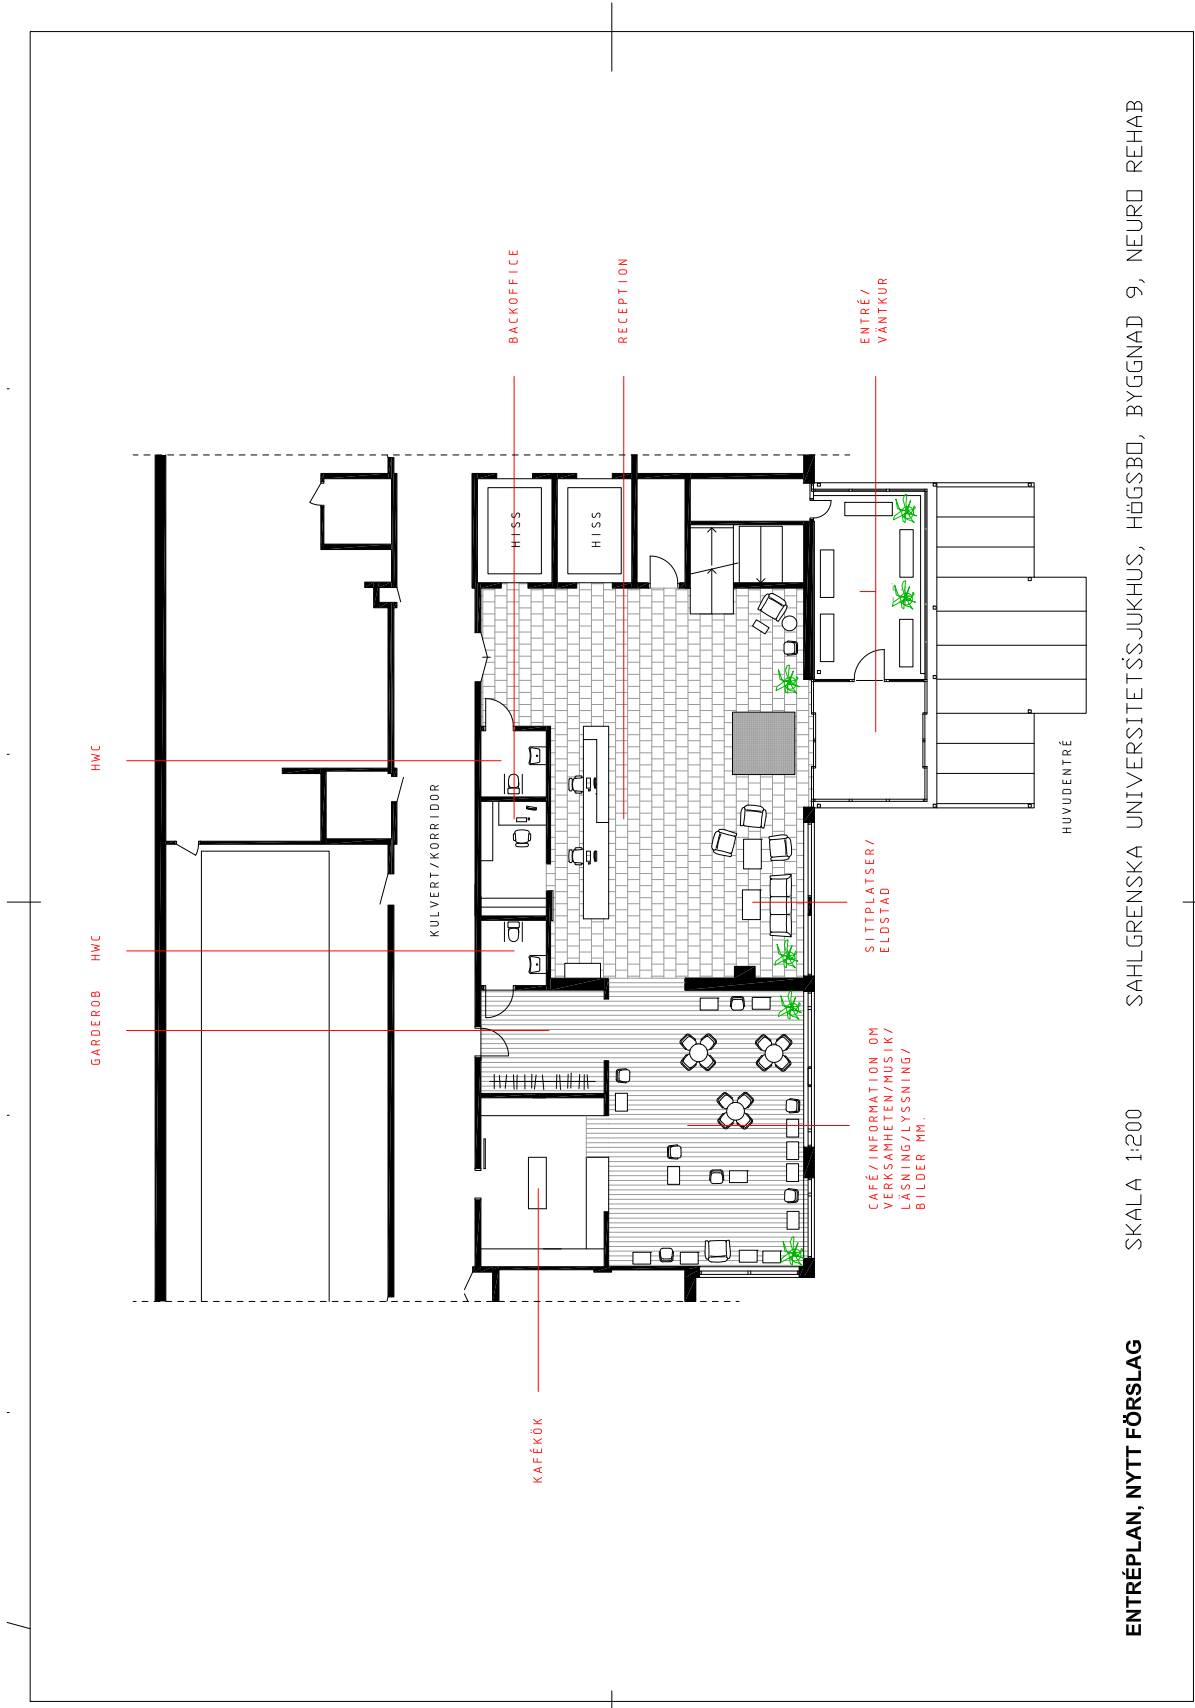 GARDEROB
HWC
HWC
BACKOFFICE
RECEPTION
ENTRÉ/
VÄNTKUR
HISS
HISS
KULVERT/KORRIDOR
HUVUDENTRÉ
SITTPLATSER/
ELDSTAD
CAFÉ/INFORMATION OM
VERKSAMHETEN/MUSIK/
LÄSNING/LYSSNING/
BILDER MM.
KAFÉKÖK
ENTRÉPLAN, NYTT FÖRSLAG
SKALA 1:200
SAHLGRENSKA UNIVERSITETSSJUKHUS, HÖGSBO, BYGGNAD 9, NEURO REHAB